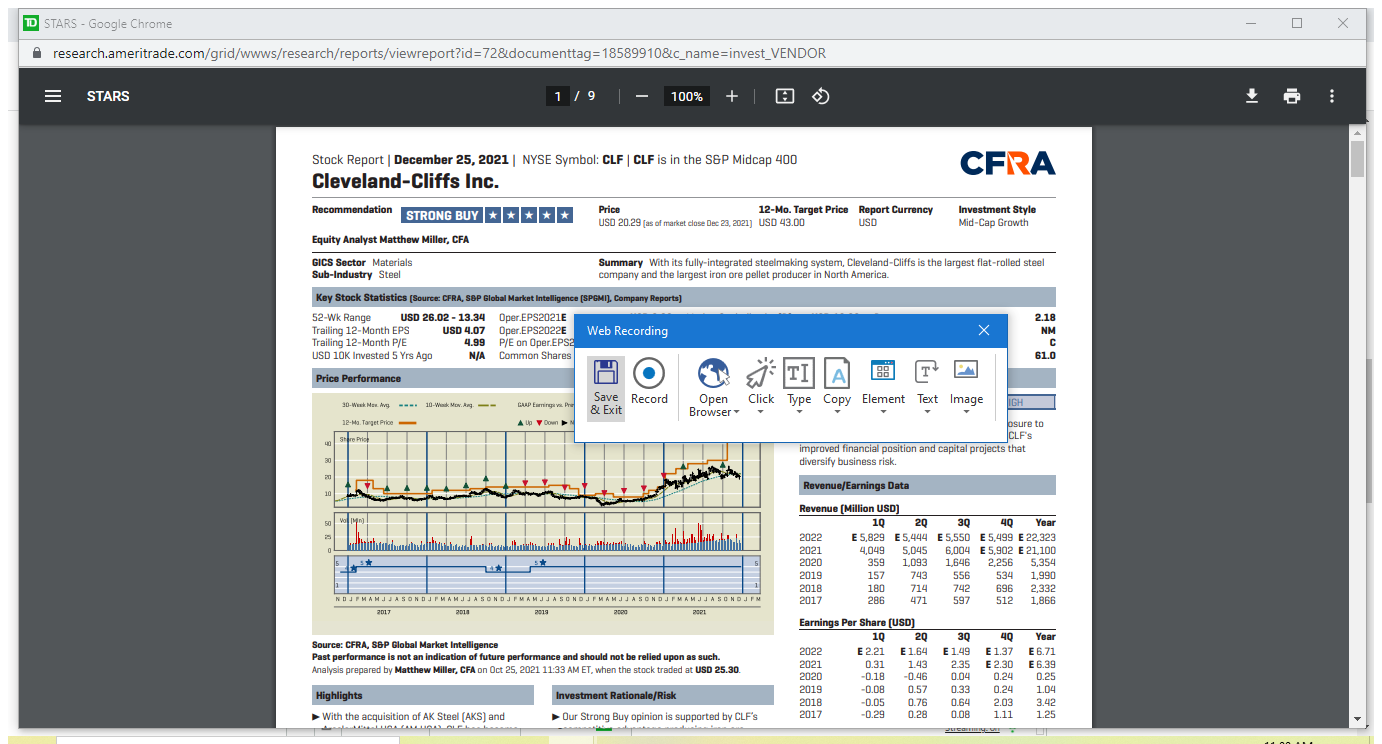 STARS - Google Chrome
research.ameritrade.com/grid/wwws/research/reports/viewreport?id=72&documenttag=18589910&c_name=invest_VENDOR
STARS
1 / 9
100%
Stock Report | December 25, 2021 | NYSE Symbol: CLF | CLF is in the S&P Midcap 400
CFRA
Cleveland-Cliffs Inc.
Recommendation STRONG BUY
Price
USD 20.29 (as of market close Dec 23, 2021)
12-Mo. Target Price
USD 43.00
Report Currency
USD
Investment Style
Mid-Cap Growth
Equity Analyst Matthew Miller, CFA
GICS Sector Materials
Sub-Industry Steel
Summary With its fully-integrated steelmaking system, Cleveland-Cliffs is the largest flat-rolled steel
company and the largest iron ore pellet producer in North America.
Key Stock Statistics (Source: CFRA, S&P Global Market Intelligence (SPGMI), Company Reports)
52-Wk Range USD 26.02 - 13.34 Oper.EPS2021E 2.18
Trailing 12-Month EPS USD 4.07 Oper.EPS2022E NM
Trailing 12-Month P/E 4.99 P/E on Oper.EPS2 C
USD 10K Invested 5 Yrs Ago N/A Common Shares 61.0
Web Recording
Save
& Exit
Record
Open
Browser
Click
Type
Copy
Element
Text
Image
Price Performance
30-Week Mov. Avg. 10-Week Mov. Avg. GAAP Earnings vs. Pre
12-Mo. Target Price Up Down N
Share Price
40
30
20
10
Vol. (Mln)
50
25
0
5 4 5 4 5 5
1 1
N D J F M A M J J A S O N D J F M A M J J A S O N D J F M A M J J A S O N D J F M A M J J A S O N D J F M A M J J A S O N D J F M
2017 2018 2019 2020 2021
Source: CFRA, S&P Global Market Intelligence
Past performance is not an indication of future performance and should not be relied upon as such.
Analysis prepared by Matthew Miller, CFA on Oct 25, 2021 11:33 AM ET, when the stock traded at USD 25.30.
Highlights
► With the acquisition of AK Steel (AKS) and
Investment Rationale/Risk
► Our Strong Buy opinion is supported by CLF's
IGH
osure to
CLF's
improved financial position and capital projects that
diversify business risk.
Revenue/Earnings Data
Revenue (Million USD)
1Q 2Q 3Q 4Q Year
2022 E 5,829 E 5,444 E 5,550 E 5,499 E 22,323
2021 4,049 5,045 6,004 E 5,902 E 21,100
2020 359 1,093 1,646 2,256 5,354
2019 157 743 556 534 1,990
2018 180 714 742 696 2,332
2017 286 471 597 512 1,866
Earnings Per Share (USD)
1Q 2Q 3Q 4Q Year
2022 E 2.21 E 1.64 E 1.49 E 1.37 E 6.71
2021 0.31 1.43 2.35 E 2.30 E 6.39
2020 -0.18 -0.46 0.04 0.24 0.25
2019 -0.08 0.57 0.33 0.24 1.04
2018 -0.05 0.76 0.64 2.03 3.42
2017 -0.29 0.28 0.08 1.11 1.25